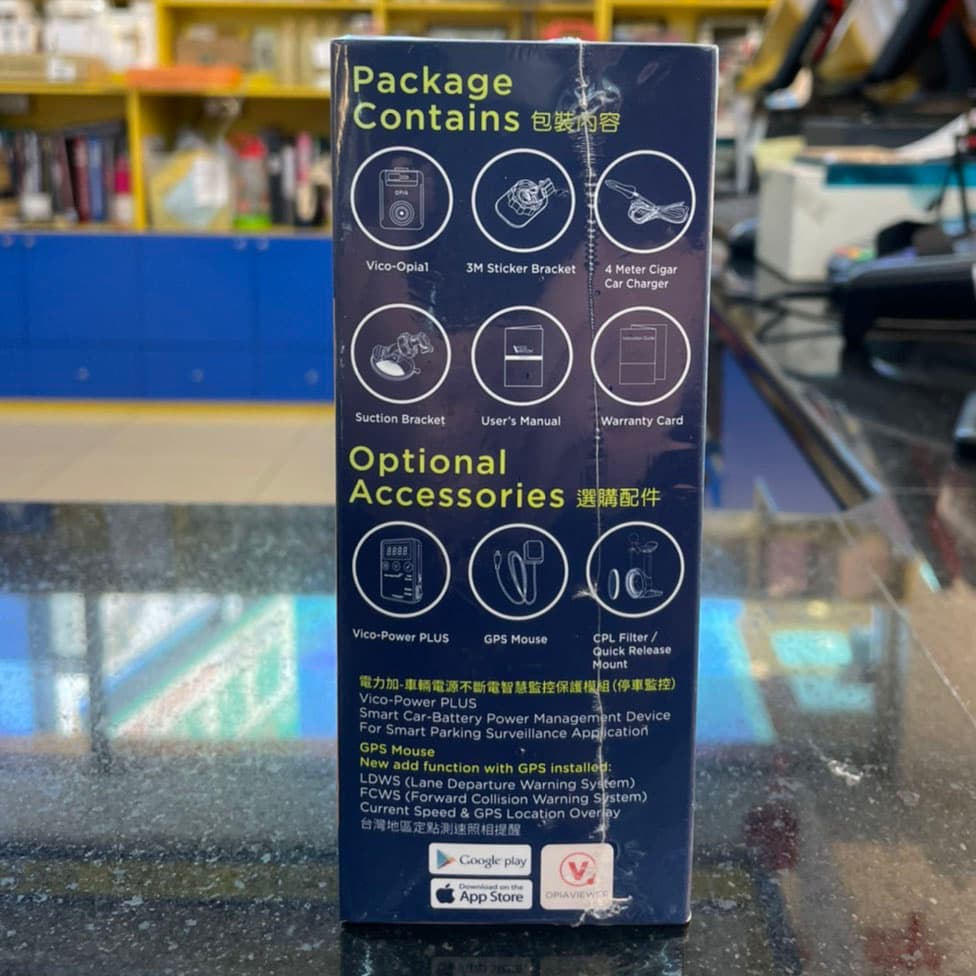 Package
Contains 包裝內容
OPIA
Vico-Opia1
3M Sticker Bracket
4 Meter Cigar
Car Charger
Instruction Guide
Suction Bracket
User's Manual
Warranty Card
Optional
Accessories 選購配件
8888
Vico-Power PLUS
GPS Mouse
CPL Filter /
Quick Release
Mount
電力加-車輛電源不斷電智慧監控保護模組(停車監控)
Vico-Power PLUS
Smart Car-Battery Power Management Device
For Smart Parking Surveillance Application
GPS Mouse
New add function with GPS installed:
LDWS (Lane Departure Warning System)
FCWS (Forward Collision Warning System)
Current Speed & GPS Location Overlay
台灣地區定點測速照相提醒
Google play
Download on the
App Store
V.
OPIAVIEWER